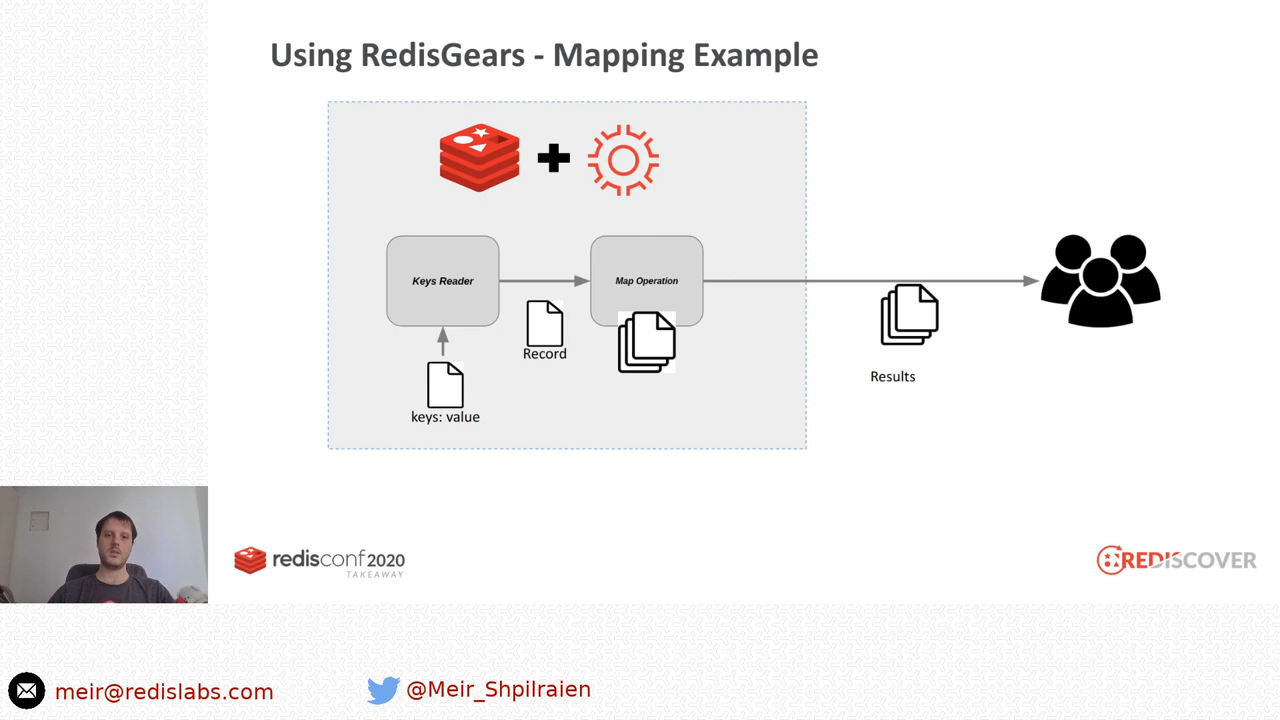 Using RedisGears - Mapping Example
Keys Reader
Map Operation
Record
keys: value
Results
redisconf 2020
TAKEAWAY
REDISCOVER
meir@redislabs.com
@Meir_Shpilraien